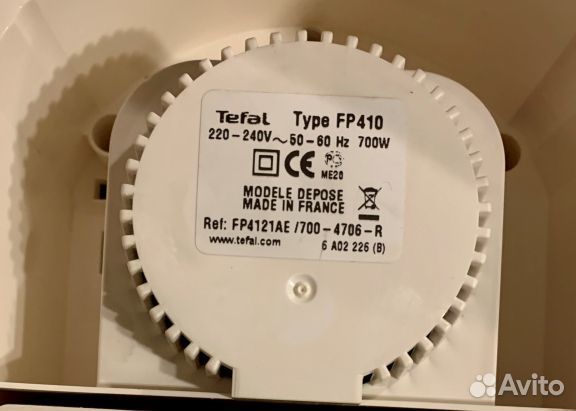 Tefal Type FP410
220-240V~50-60 Hz 700W
CE PC
ME20
MODELE DEPOSE
MADE IN FRANCE
Ref: FP4121AE /700-4706-R
www.tefal.com 6 A02 226 (B)
Avito